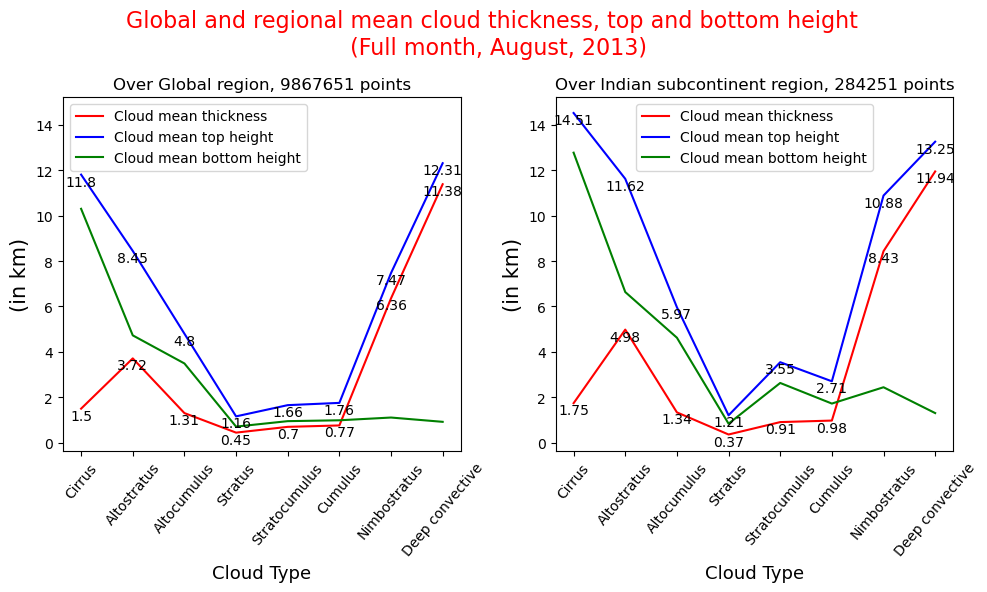 Global and regional mean cloud thickness, top and bottom height
(Full month, August, 2013)
Over Global region, 9867651 points
Cloud mean thickness
Cloud mean top height
Cloud mean bottom height
(in km)
14
12
10
8
6
4
2
0
11.8
8.45
4.8
1.16
1.66
1.76
7.47
12.31
1.5
3.72
1.31
0.45
0.7
0.77
6.36
11.38
Cirrus
Altostratus
Altocumulus
Stratus
Stratocumulus
Cumulus
Nimbostratus
Deep convective
Cloud Type
Over Indian subcontinent region, 284251 points
Cloud mean thickness
Cloud mean top height
Cloud mean bottom height
(in km)
14
12
10
8
6
4
2
0
14.51
11.62
5.97
1.21
3.55
2.71
10.88
13.25
1.75
4.98
1.34
0.37
0.91
0.98
8.43
11.94
Cirrus
Altostratus
Altocumulus
Stratus
Stratocumulus
Cumulus
Nimbostratus
Deep convective
Cloud Type